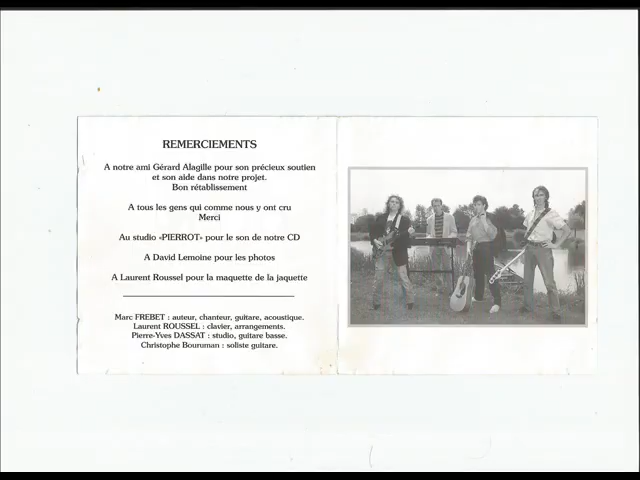 REMERCIEMENTS
A notre ami Gérard Alagille pour son précieux soutien
et son aide dans notre projet.
Bon rétablissement
A tous les gens qui comme nous y ont cru
Merci
Au studio «PIERROT» pour le son de notre CD
A David Lemoine pour les photos
A Laurent Roussel pour la maquette de la jaquette
Marc FREBET : auteur, chanteur, guitare, acoustique.
Laurent ROUSSEL : clavier, arrangements.
Pierre-Yves DASSAT : studio, guitare basse.
Christophe Bouruman : soliste guitare.